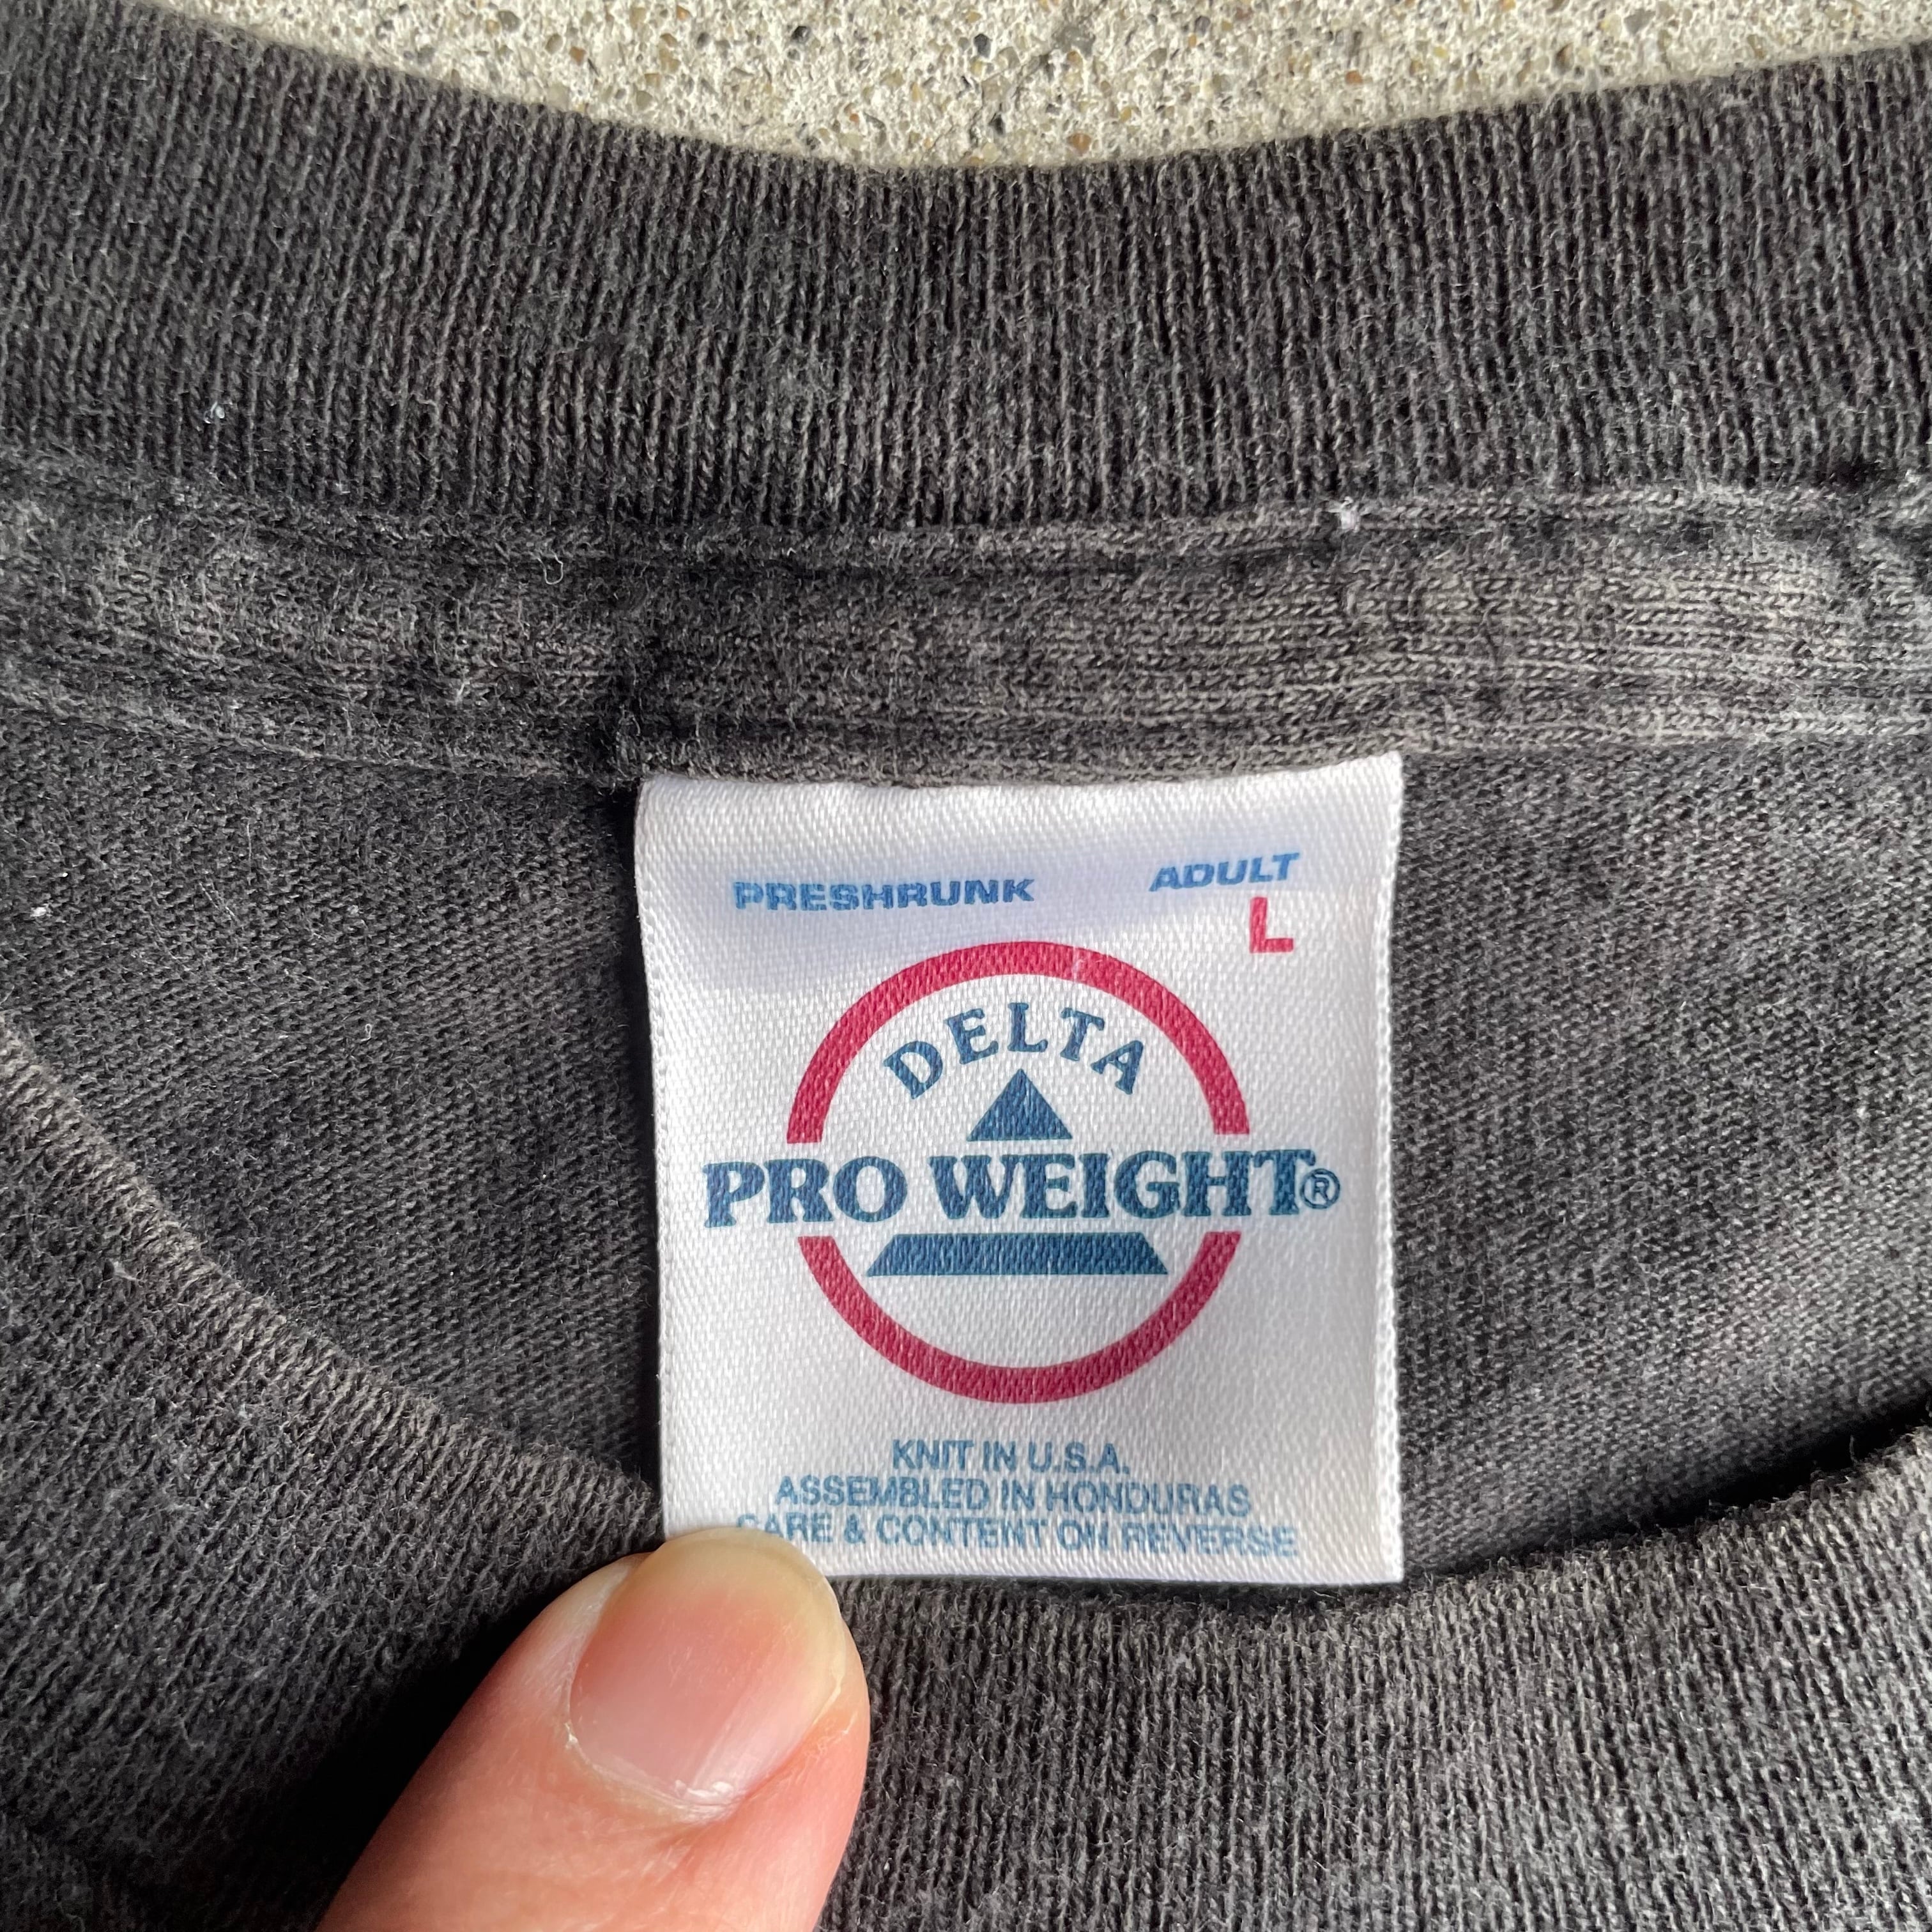 PRESHRUNK ADULT
L
DELTA
PRO WEIGHT®
KNIT IN U.S.A.
ASSEMBLED IN HONDURAS
CARE & CONTENT ON REVERSE